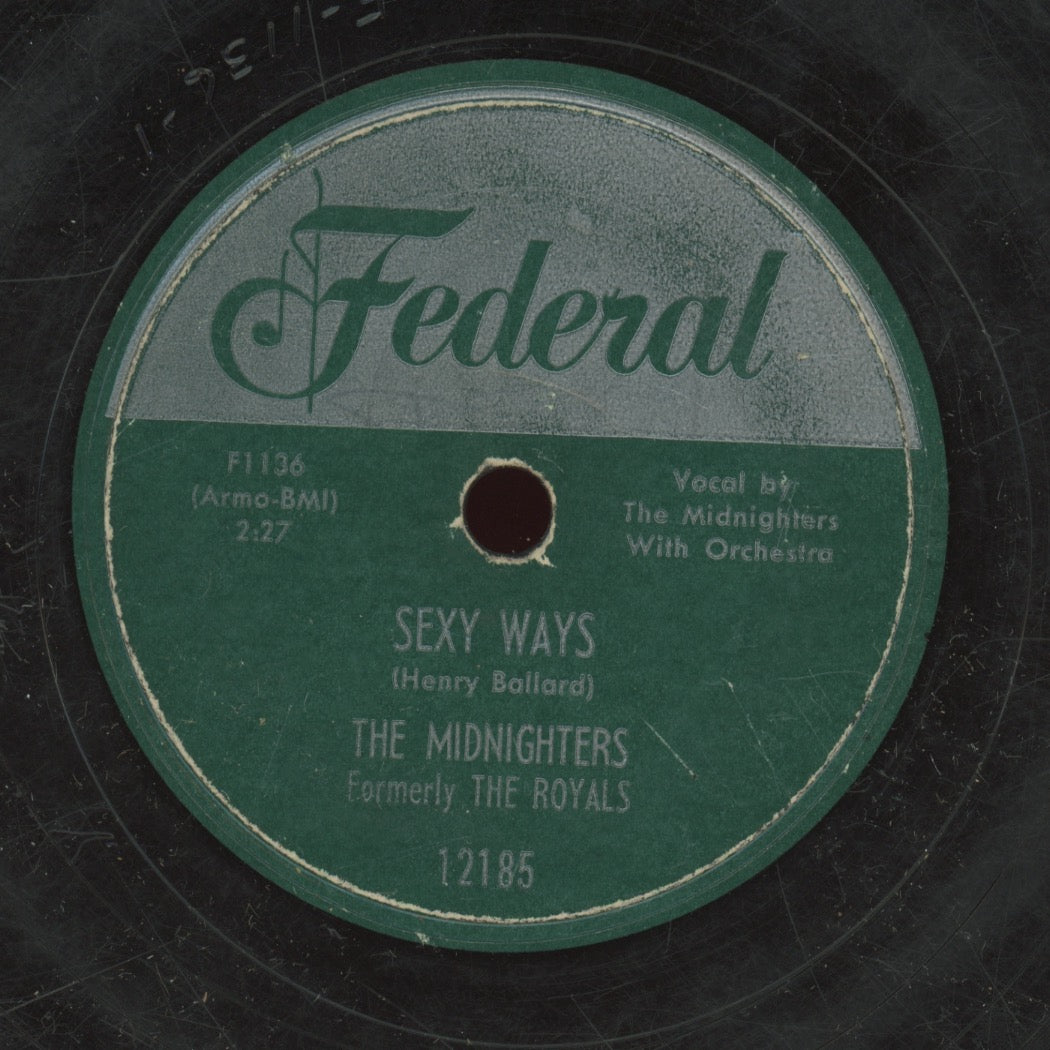 Federal
F1136
(Armo-BMI)
2:27
Vocal by
The Midnighters
With Orchestra
SEXY WAYS
(Henry Ballard)
THE MIDNIGHTERS
Formerly THE ROYALS
12185